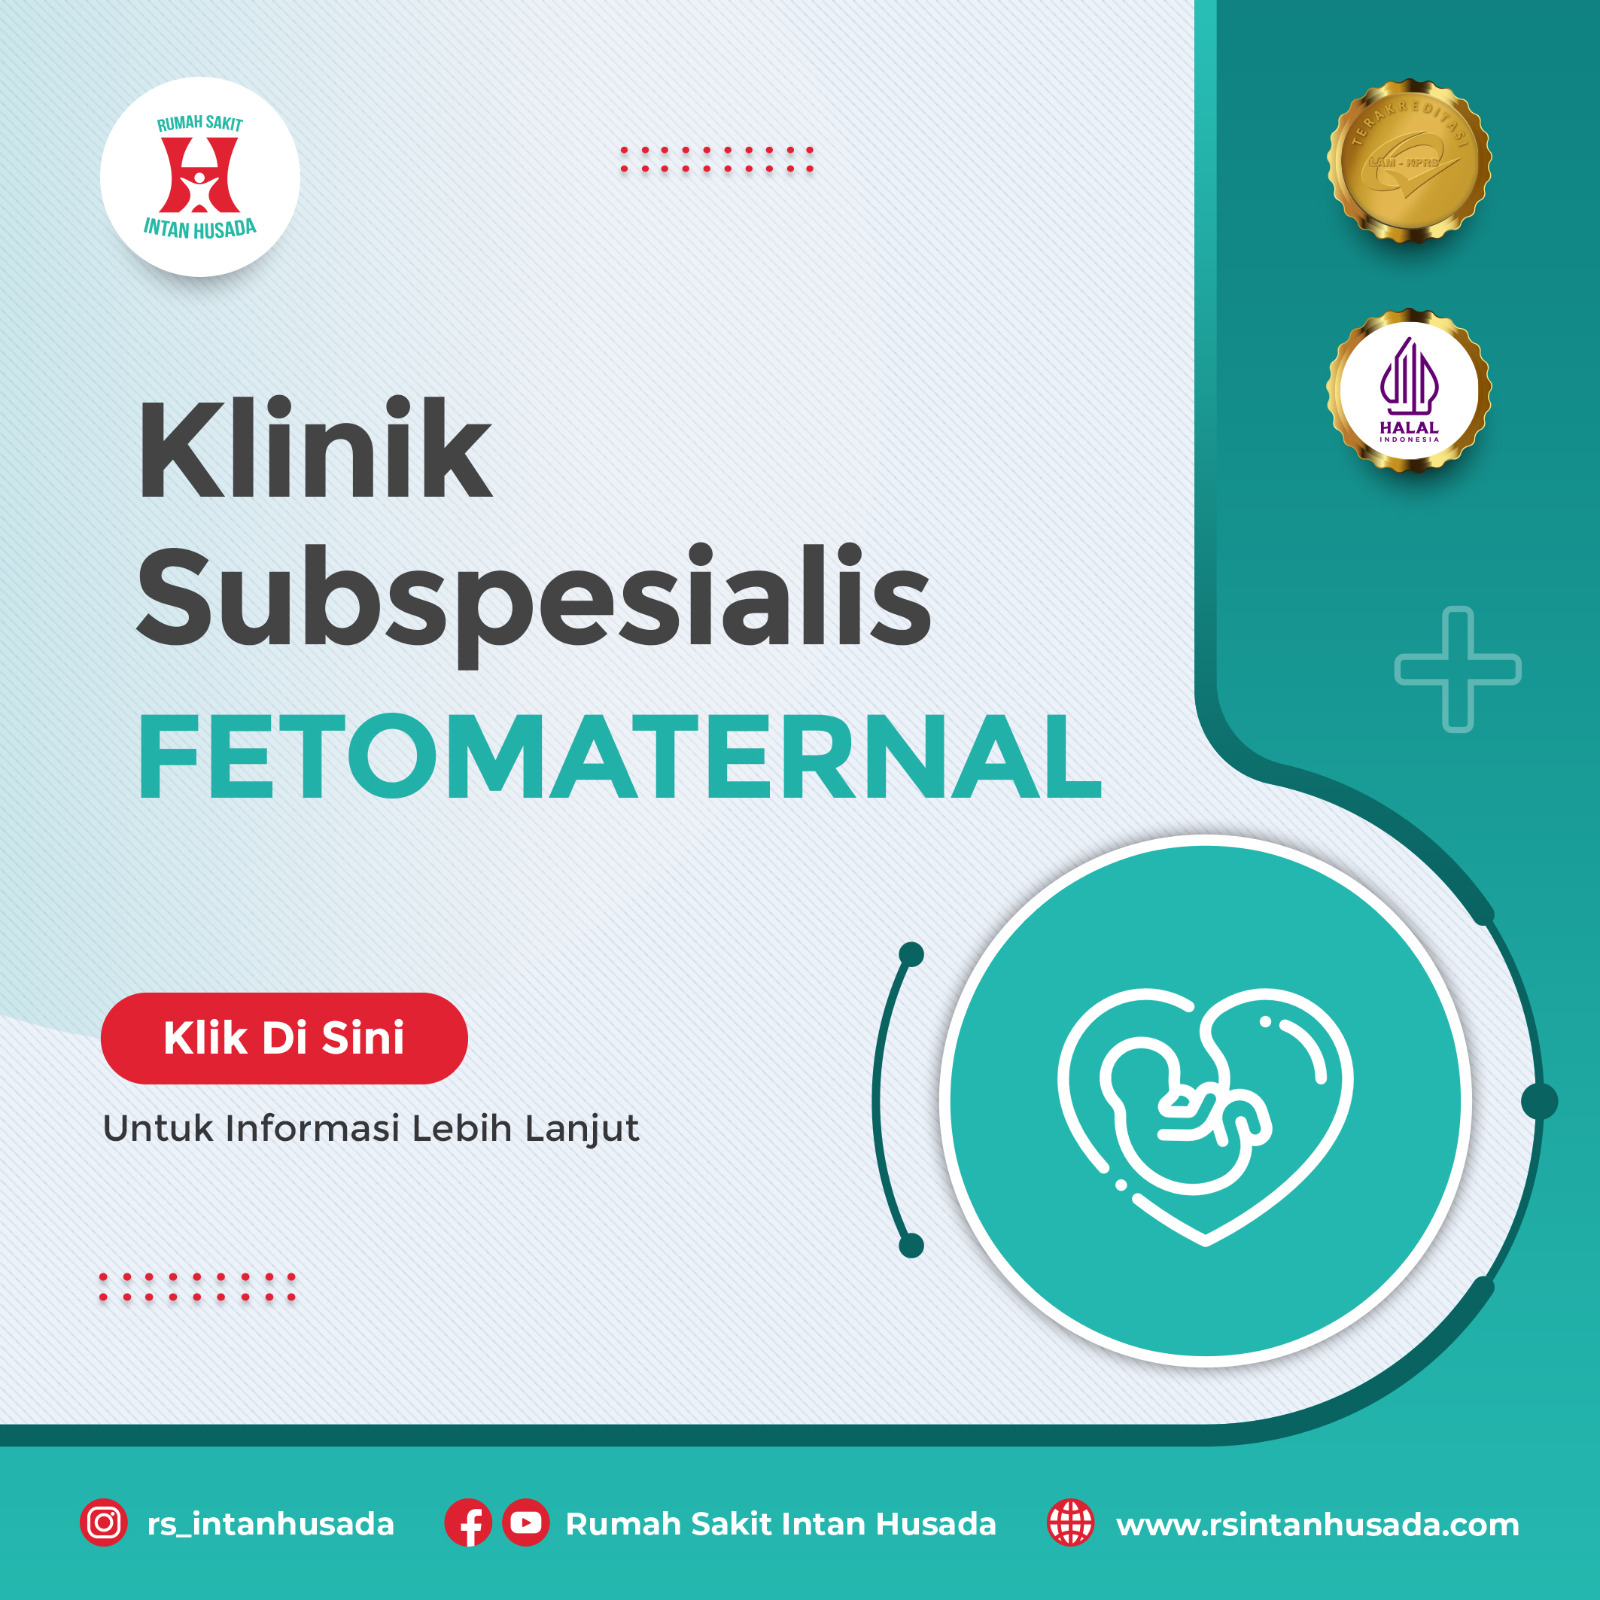 RUMAH SAKIT
INTAN HUSADA
TERAKREDITASI
LAM - KPRS
HALAL
INDONESIA
Klinik
Subspesialis
FETOMATERNAL
Klik Di Sini
Untuk Informasi Lebih Lanjut
rs_intanhusada
Rumah Sakit Intan Husada
www.rsintanhusada.com